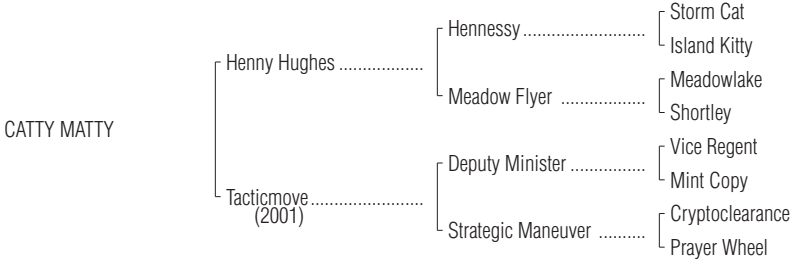 Storm Cat
Hennessy ..........................
Island Kitty
Henny Hughes ..................
Meadowlake
Meadow Flyer ..................
Shortley
CATTY MATTY
Vice Regent
Deputy Minister ................
Mint Copy
Tacticmove ........................
(2001)
Cryptoclearance
Strategic Maneuver ..........
Prayer Wheel